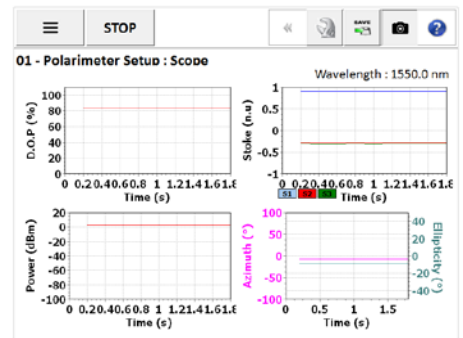 STOP
SAVE
01 - Polarimeter Setup : Scope
Wavelength : 1550.0 nm
D.O.P (%)
100
80
60
40
20
0
0 0.20.40.60.8 1 1.21.41.61.8
Time (s)
Stoke (n.u)
1
0.5
0
-0.5
-1
0 0.20.40.60.8 1 1.21.41.61.8
S1 S2 S3
Time (s)
Power (dBm)
20
0
-20
-40
-60
-80
-100
0 0.20.40.60.8 1 1.21.41.61.8
Time (s)
Azimuth (°)
100
50
0
-50
-100
0 0.5 1 1.5
Time (s)
40
20
0
-20
-40
Ellipticity (°)